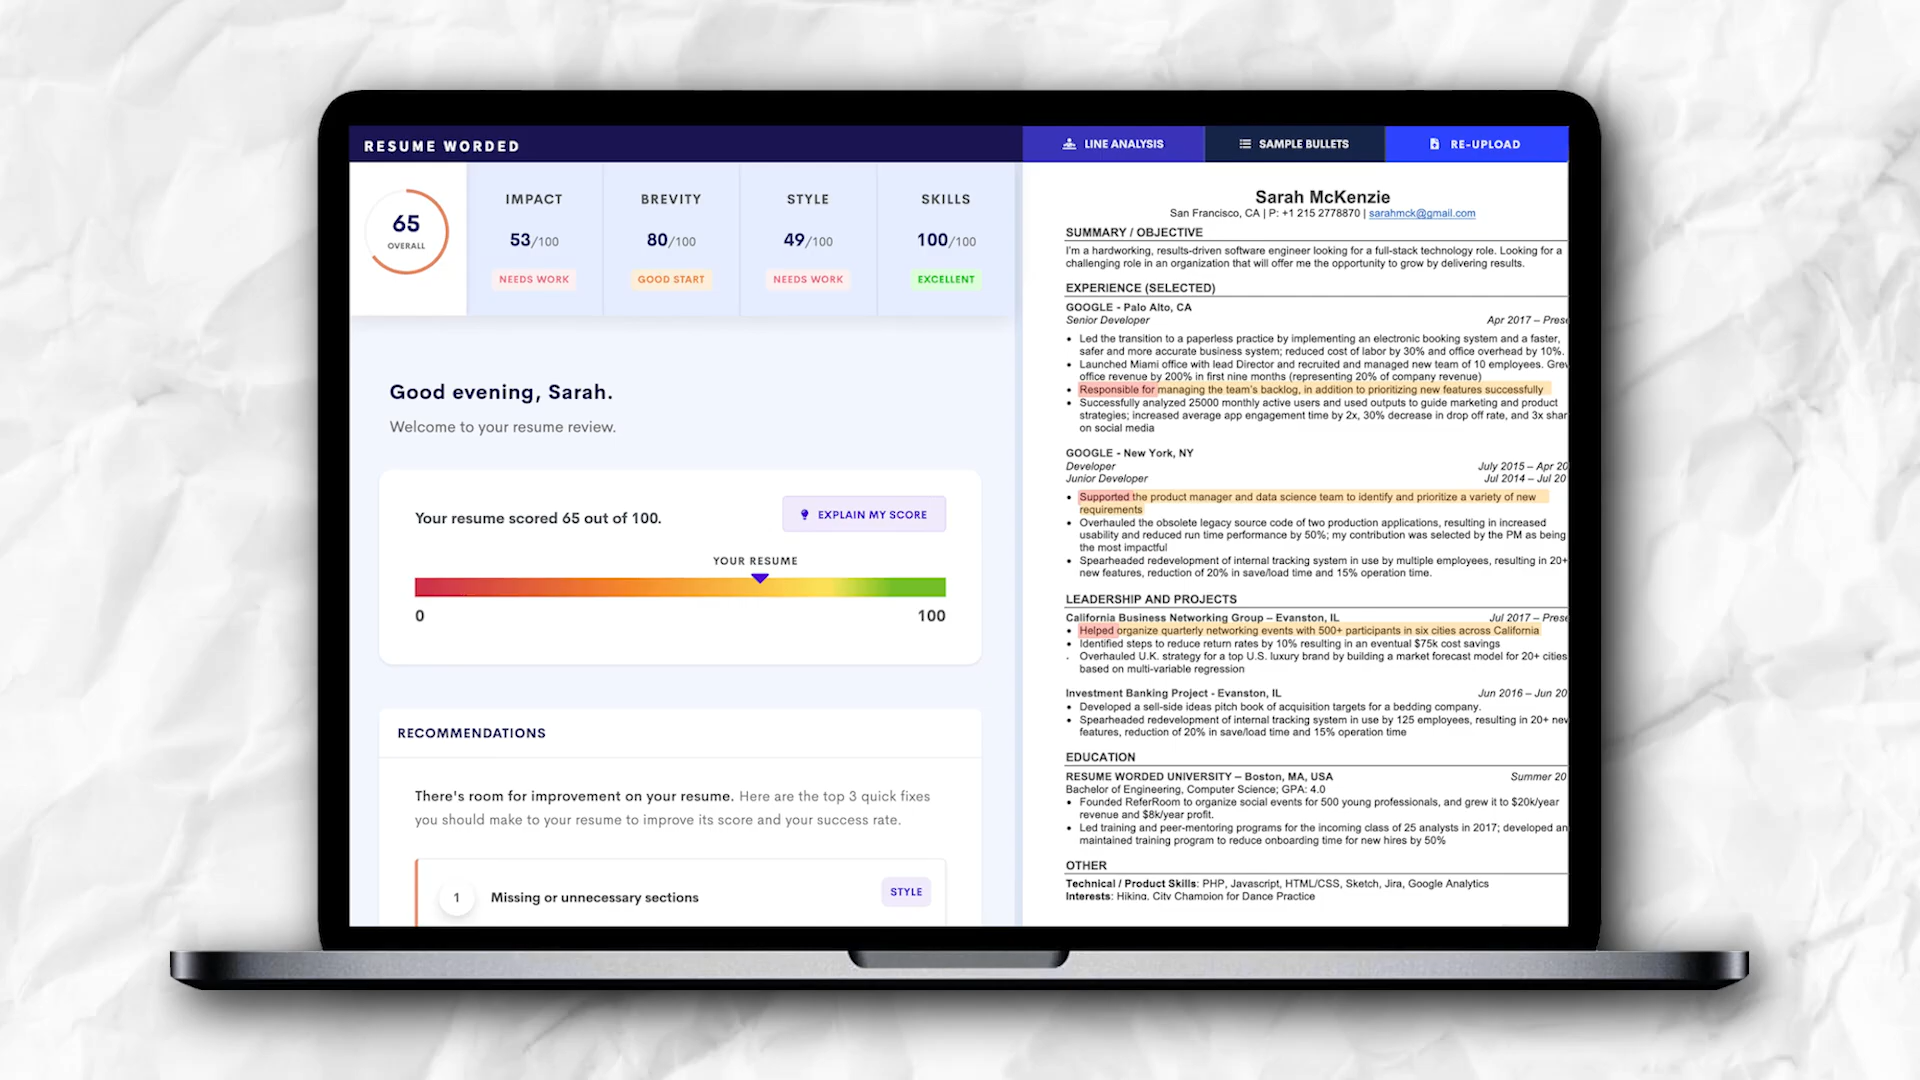 RESUME WORDED
LINE ANALYSIS
SAMPLE BULLETS
RE-UPLOAD
65
OVERALL
IMPACT
53/100
NEEDS WORK
BREVITY
80/100
GOOD START
STYLE
49/100
NEEDS WORK
SKILLS
100/100
EXCELLENT
Good evening, Sarah.
Welcome to your resume review.
Your resume scored 65 out of 100.
EXPLAIN MY SCORE
YOUR RESUME
0
100
RECOMMENDATIONS
There's room for improvement on your resume. Here are the top 3 quick fixes
you should make to your resume to improve its score and your success rate.
1
Missing or unnecessary sections
STYLE
Sarah McKenzie
San Francisco, CA | P: +1 215 2778870 | sarahmck@gmail.com
SUMMARY / OBJECTIVE
I'm a hardworking, results-driven software engineer looking for a full-stack technology role. Looking for a
challenging role in an organization that will offer me the opportunity to grow by delivering results.
EXPERIENCE (SELECTED)
GOOGLE - Palo Alto, CA
Senior Developer Apr 2017 – Prese
• Led the transition to a paperless practice by implementing an electronic booking system and a faster,
safer and more accurate business system; reduced cost of labor by 30% and office overhead by 10%.
• Launched Miami office with lead Director and recruited and managed new team of 10 employees. Grew
office revenue by 200% in first nine months (representing 20% of company revenue)
• Responsible for managing the team's backlog, in addition to prioritizing new features successfully
• Successfully analyzed 25000 monthly active users and used outputs to guide marketing and product
strategies; increased average app engagement time by 2x, 30% decrease in drop off rate, and 3x shar
on social media
GOOGLE - New York, NY
Developer July 2015 – Apr 20
Junior Developer Jul 2014 – Jul 20
• Supported the product manager and data science team to identify and prioritize a variety of new
requirements
• Overhauled the obsolete legacy source code of two production applications, resulting in increased
usability and reduced run time performance by 50%; my contribution was selected by the PM as being
the most impactful
• Spearheaded redevelopment of internal tracking system in use by multiple employees, resulting in 20+
new features, reduction of 20% in save/load time and 15% operation time.
LEADERSHIP AND PROJECTS
California Business Networking Group – Evanston, IL Jul 2017 – Prese
• Helped organize quarterly networking events with 500+ participants in six cities across California
• Identified steps to reduce return rates by 10% resulting in an eventual $75k cost savings
. Overhauled U.K. strategy for a top U.S. luxury brand by building a market forecast model for 20+ cities
based on multi-variable regression
Investment Banking Project - Evanston, IL Jun 2016 – Jun 20
• Developed a sell-side ideas pitch book of acquisition targets for a bedding company.
• Spearheaded redevelopment of internal tracking system in use by 125 employees, resulting in 20+ new
features, reduction of 20% in save/load time and 15% operation time
EDUCATION
RESUME WORDED UNIVERSITY – Boston, MA, USA Summer 20
Bachelor of Engineering, Computer Science; GPA: 4.0
• Founded ReferRoom to organize social events for 500 young professionals, and grew it to $20k/year
revenue and $8k/year profit.
• Led training and peer-mentoring programs for the incoming class of 25 analysts in 2017; developed an
maintained training program to reduce onboarding time for new hires by 50%
OTHER
Technical / Product Skills: PHP, Javascript, HTML/CSS, Sketch, Jira, Google Analytics
Interests: Hiking, City Champion for Dance Practice